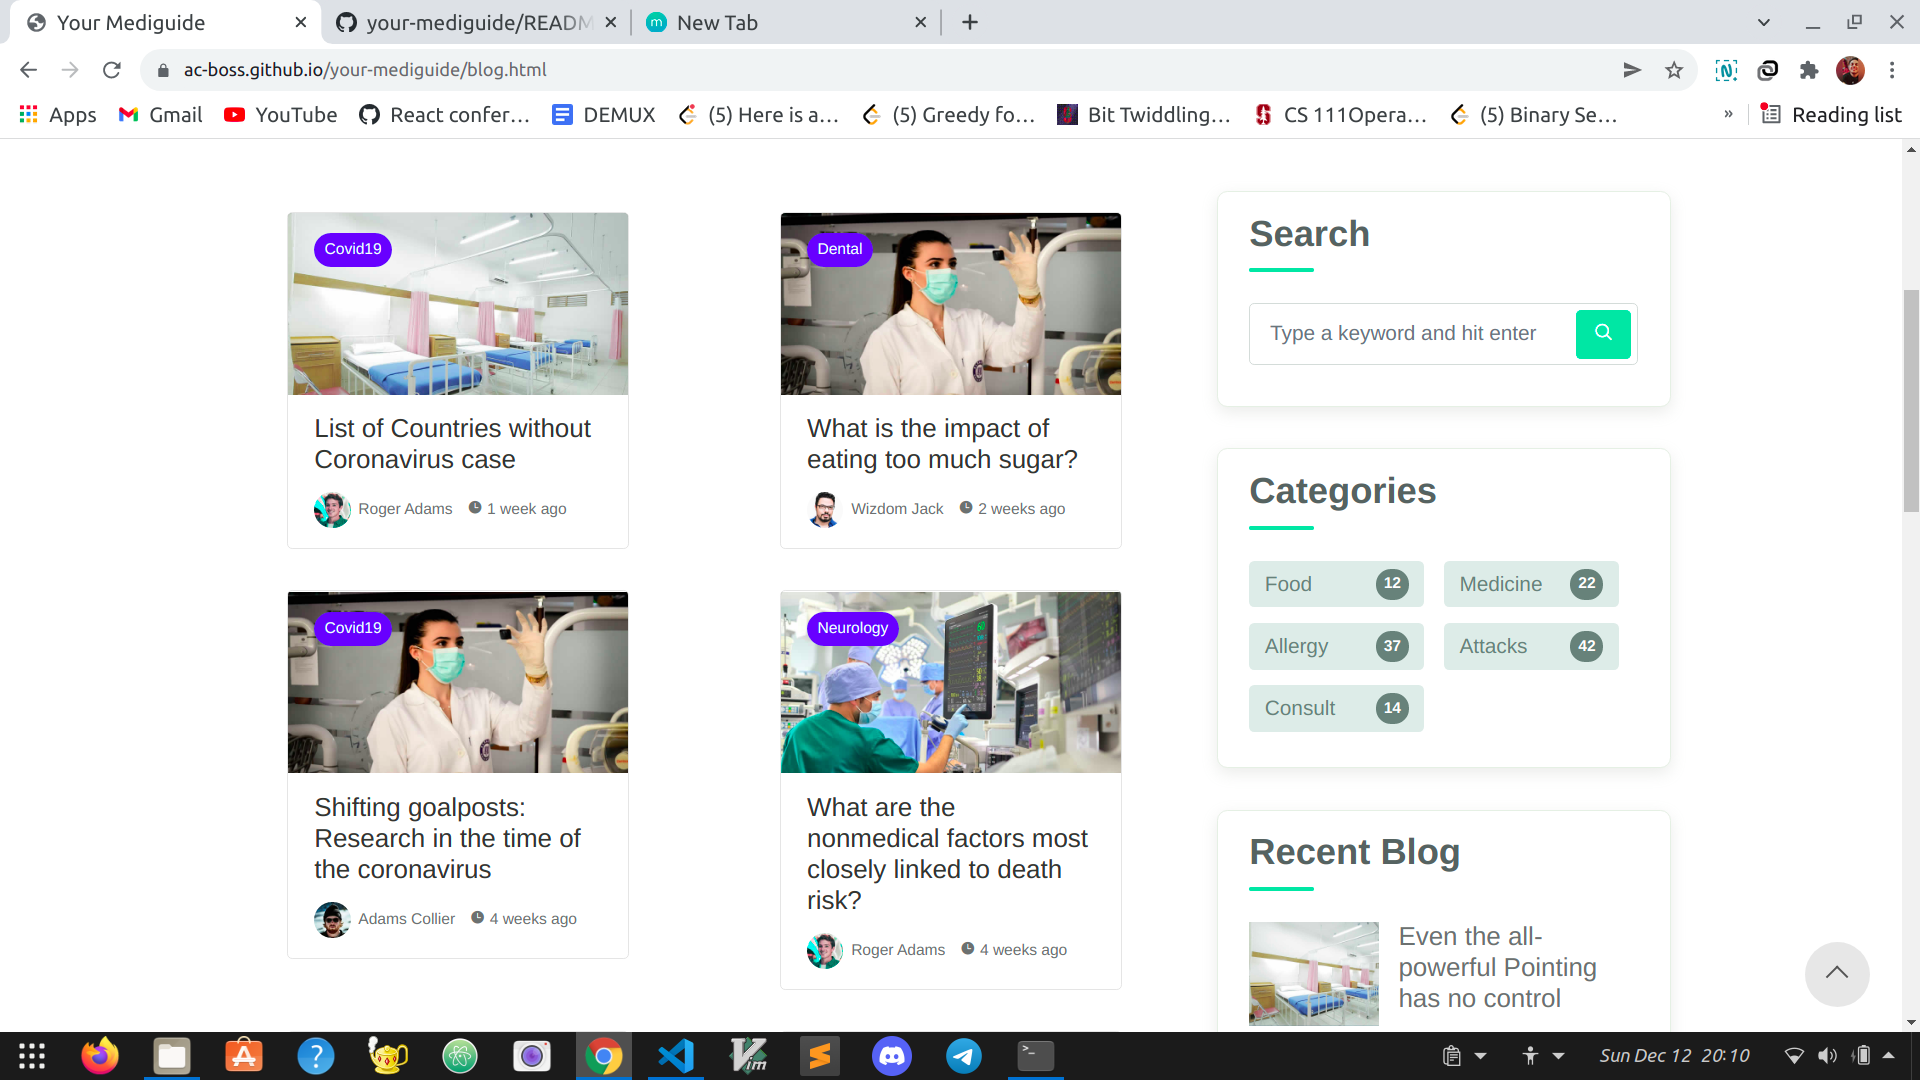 Your Mediguide
your-mediguide/READM
New Tab
ac-boss.github.io/your-mediguide/blog.html
Apps
Gmail
YouTube
React confer...
DEMUX
(5) Here is a...
(5) Greedy fo...
Bit Twiddling...
CS 111Opera...
(5) Binary Se...
»
Reading list
Covid19
List of Countries without
Coronavirus case
Roger Adams
1 week ago
Dental
What is the impact of
eating too much sugar?
Wizdom Jack
2 weeks ago
Covid19
Shifting goalposts:
Research in the time of
the coronavirus
Adams Collier
4 weeks ago
Neurology
What are the
nonmedical factors most
closely linked to death
risk?
Roger Adams
4 weeks ago
Search
Type a keyword and hit enter
Categories
Food 12
Medicine 22
Allergy 37
Attacks 42
Consult 14
Recent Blog
Even the all-
powerful Pointing
has no control
Sun Dec 12 20:10